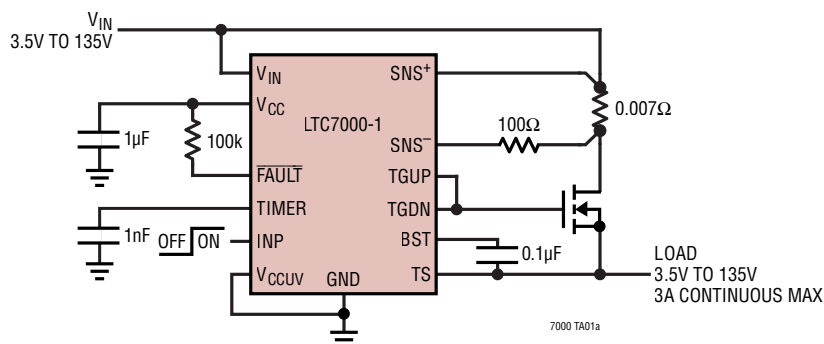 VIN
3.5V TO 135V
VIN
SNS+
VCC
LTC7000-1
0.007Ω
1µF
100k
100Ω
SNS–
FAULT
TGUP
TIMER
TGDN
1nF
OFF ON
INP
BST
0.1µF
VCCUV
GND
TS
LOAD
3.5V TO 135V
3A CONTINUOUS MAX
7000 TA01a